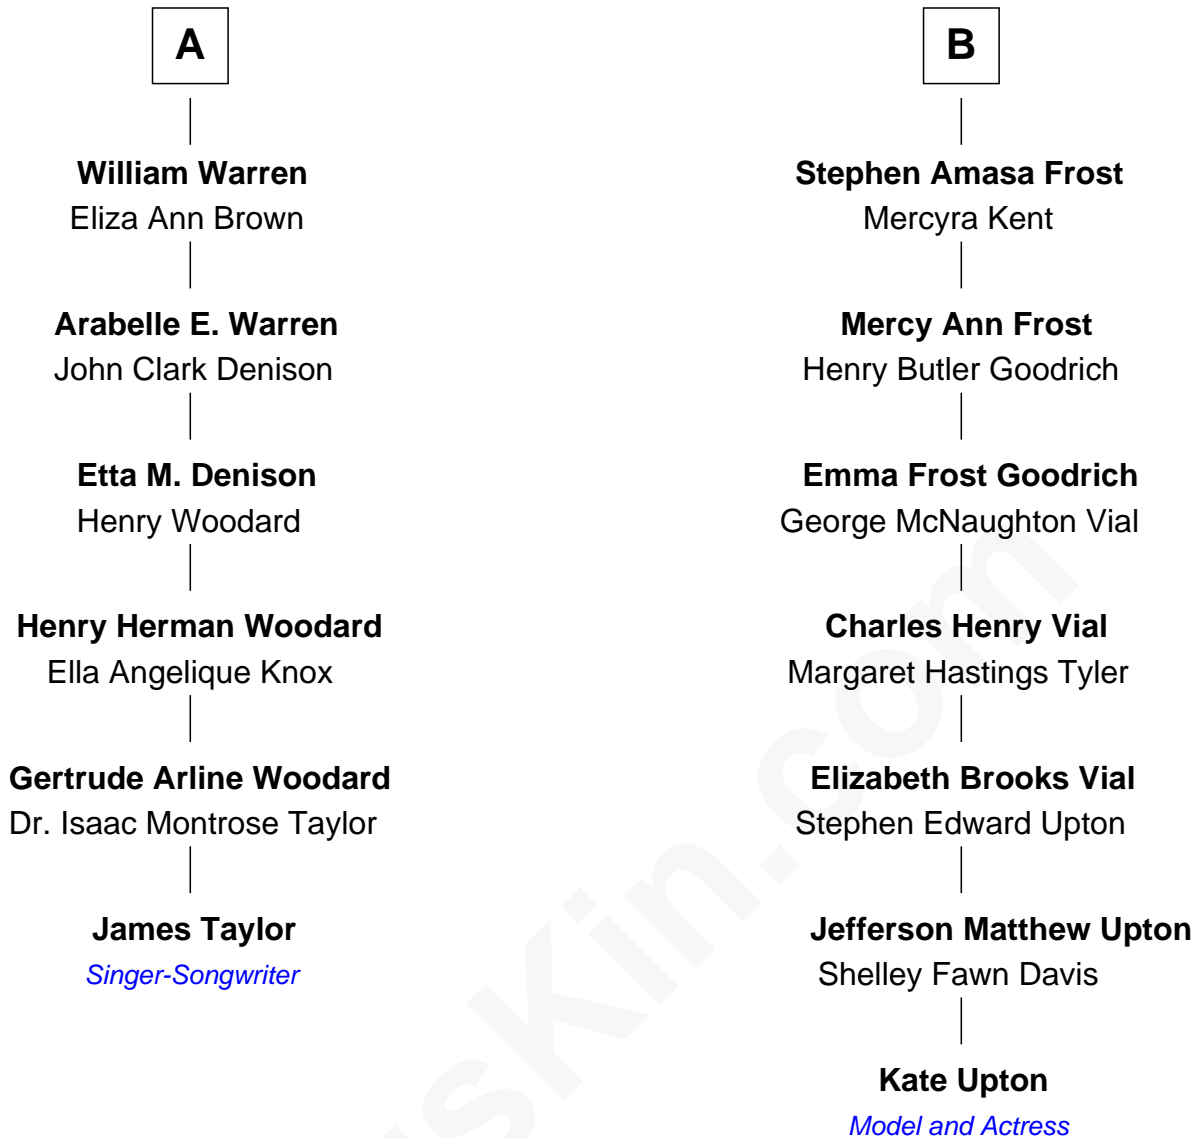 A
William Warren
Eliza Ann Brown
Arabelle E. Warren
John Clark Denison
Etta M. Denison
Henry Woodard
Henry Herman Woodard
Ella Angelique Knox
Gertrude Arline Woodard
Dr. Isaac Montrose Taylor
James Taylor
Singer-Songwriter
B
Stephen Amasa Frost
Mercyra Kent
Mercy Ann Frost
Henry Butler Goodrich
Emma Frost Goodrich
George McNaughton Vial
Charles Henry Vial
Margaret Hastings Tyler
Elizabeth Brooks Vial
Stephen Edward Upton
Jefferson Matthew Upton
Shelley Fawn Davis
Kate Upton
Model and Actress